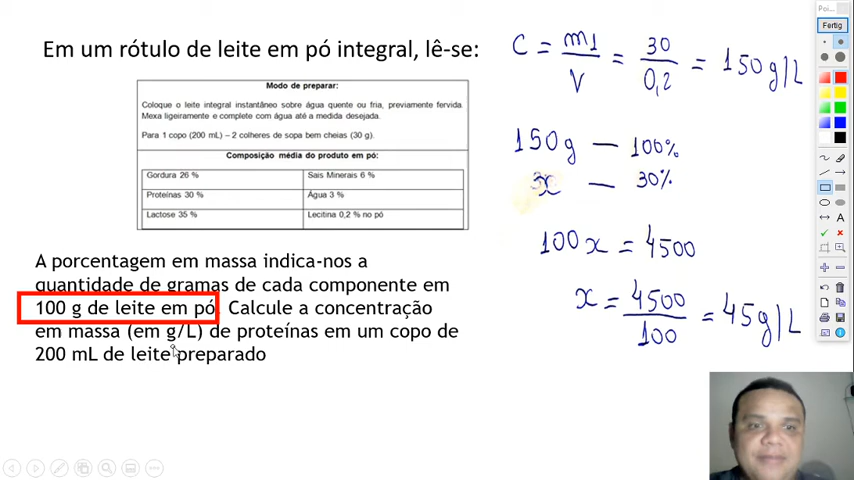 Em um rótulo de leite em pó integral, lê-se:
Modo de preparar:
Coloque o leite integral instantâneo sobre água quente ou fria, previamente fervida.
Mexa ligeiramente e complete com água até a medida desejada.
Para 1 copo (200 mL) – 2 colheres de sopa bem cheias (30 g).
Composição média do produto em pó:
Gordura 26 % Sais Minerais 6 %
Proteínas 30 % Água 3 %
Lactose 35 % Lecitina 0,2 % no pó
A porcentagem em massa indica-nos a
quantidade de gramas de cada componente em
100 g de leite em pó. Calcule a concentração
em massa (em g/L) de proteínas em um copo de
200 mL de leite preparado
C = m1/V = 30/0,2 = 150 g/L
150g — 100%
x — 30%
100x = 4500
x = 4500/100 = 45 g/L
Poi...
Fertig
A